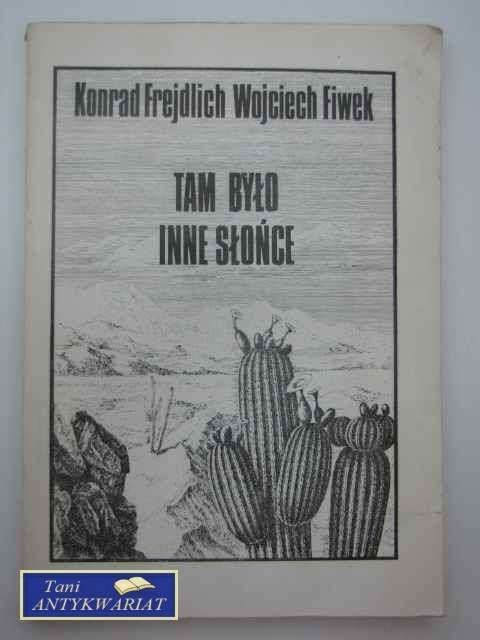 Konrad Frejdlich Wojciech Fiwek
TAM BYŁO
INNE SŁOŃCE
Tani
ANTYKWARIAT